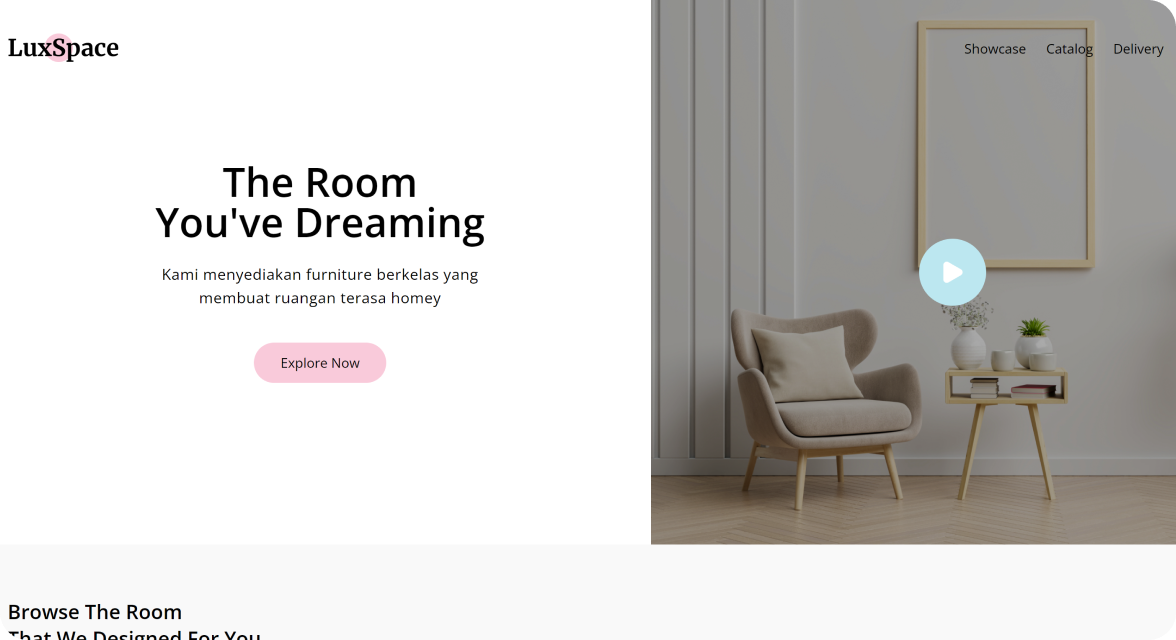 LuxSpace
Showcase Catalog Delivery
The Room
You've Dreaming
Kami menyediakan furniture berkelas yang
membuat ruangan terasa homey
Explore Now
Browse The Room
That We Designed For You